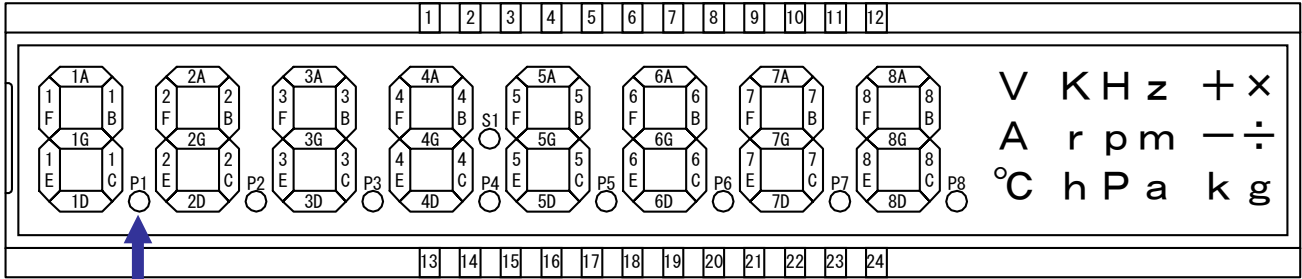 1 2 3 4 5 6 7 8 9 10 11 12
1A 2A 3A 4A 5A 6A 7A 8A V KHz +×
1F 1B 2F 2B 3F 3B 4F 4B 5F 5B 6F 6B 7F 7B 8F 8B
S1
1G 2G 3G 4G 5G 6G 7G 8G A rpm −÷
1E 1C 2E 2C 3E 3C 4E 4C 5E 5C 6E 6C 7E 7C 8E 8C ℃ hPa kg
P1 P2 P3 P4 P5 P6 P7 P8
1D 2D 3D 4D 5D 6D 7D 8D
13 14 15 16 17 18 19 20 21 22 23 24